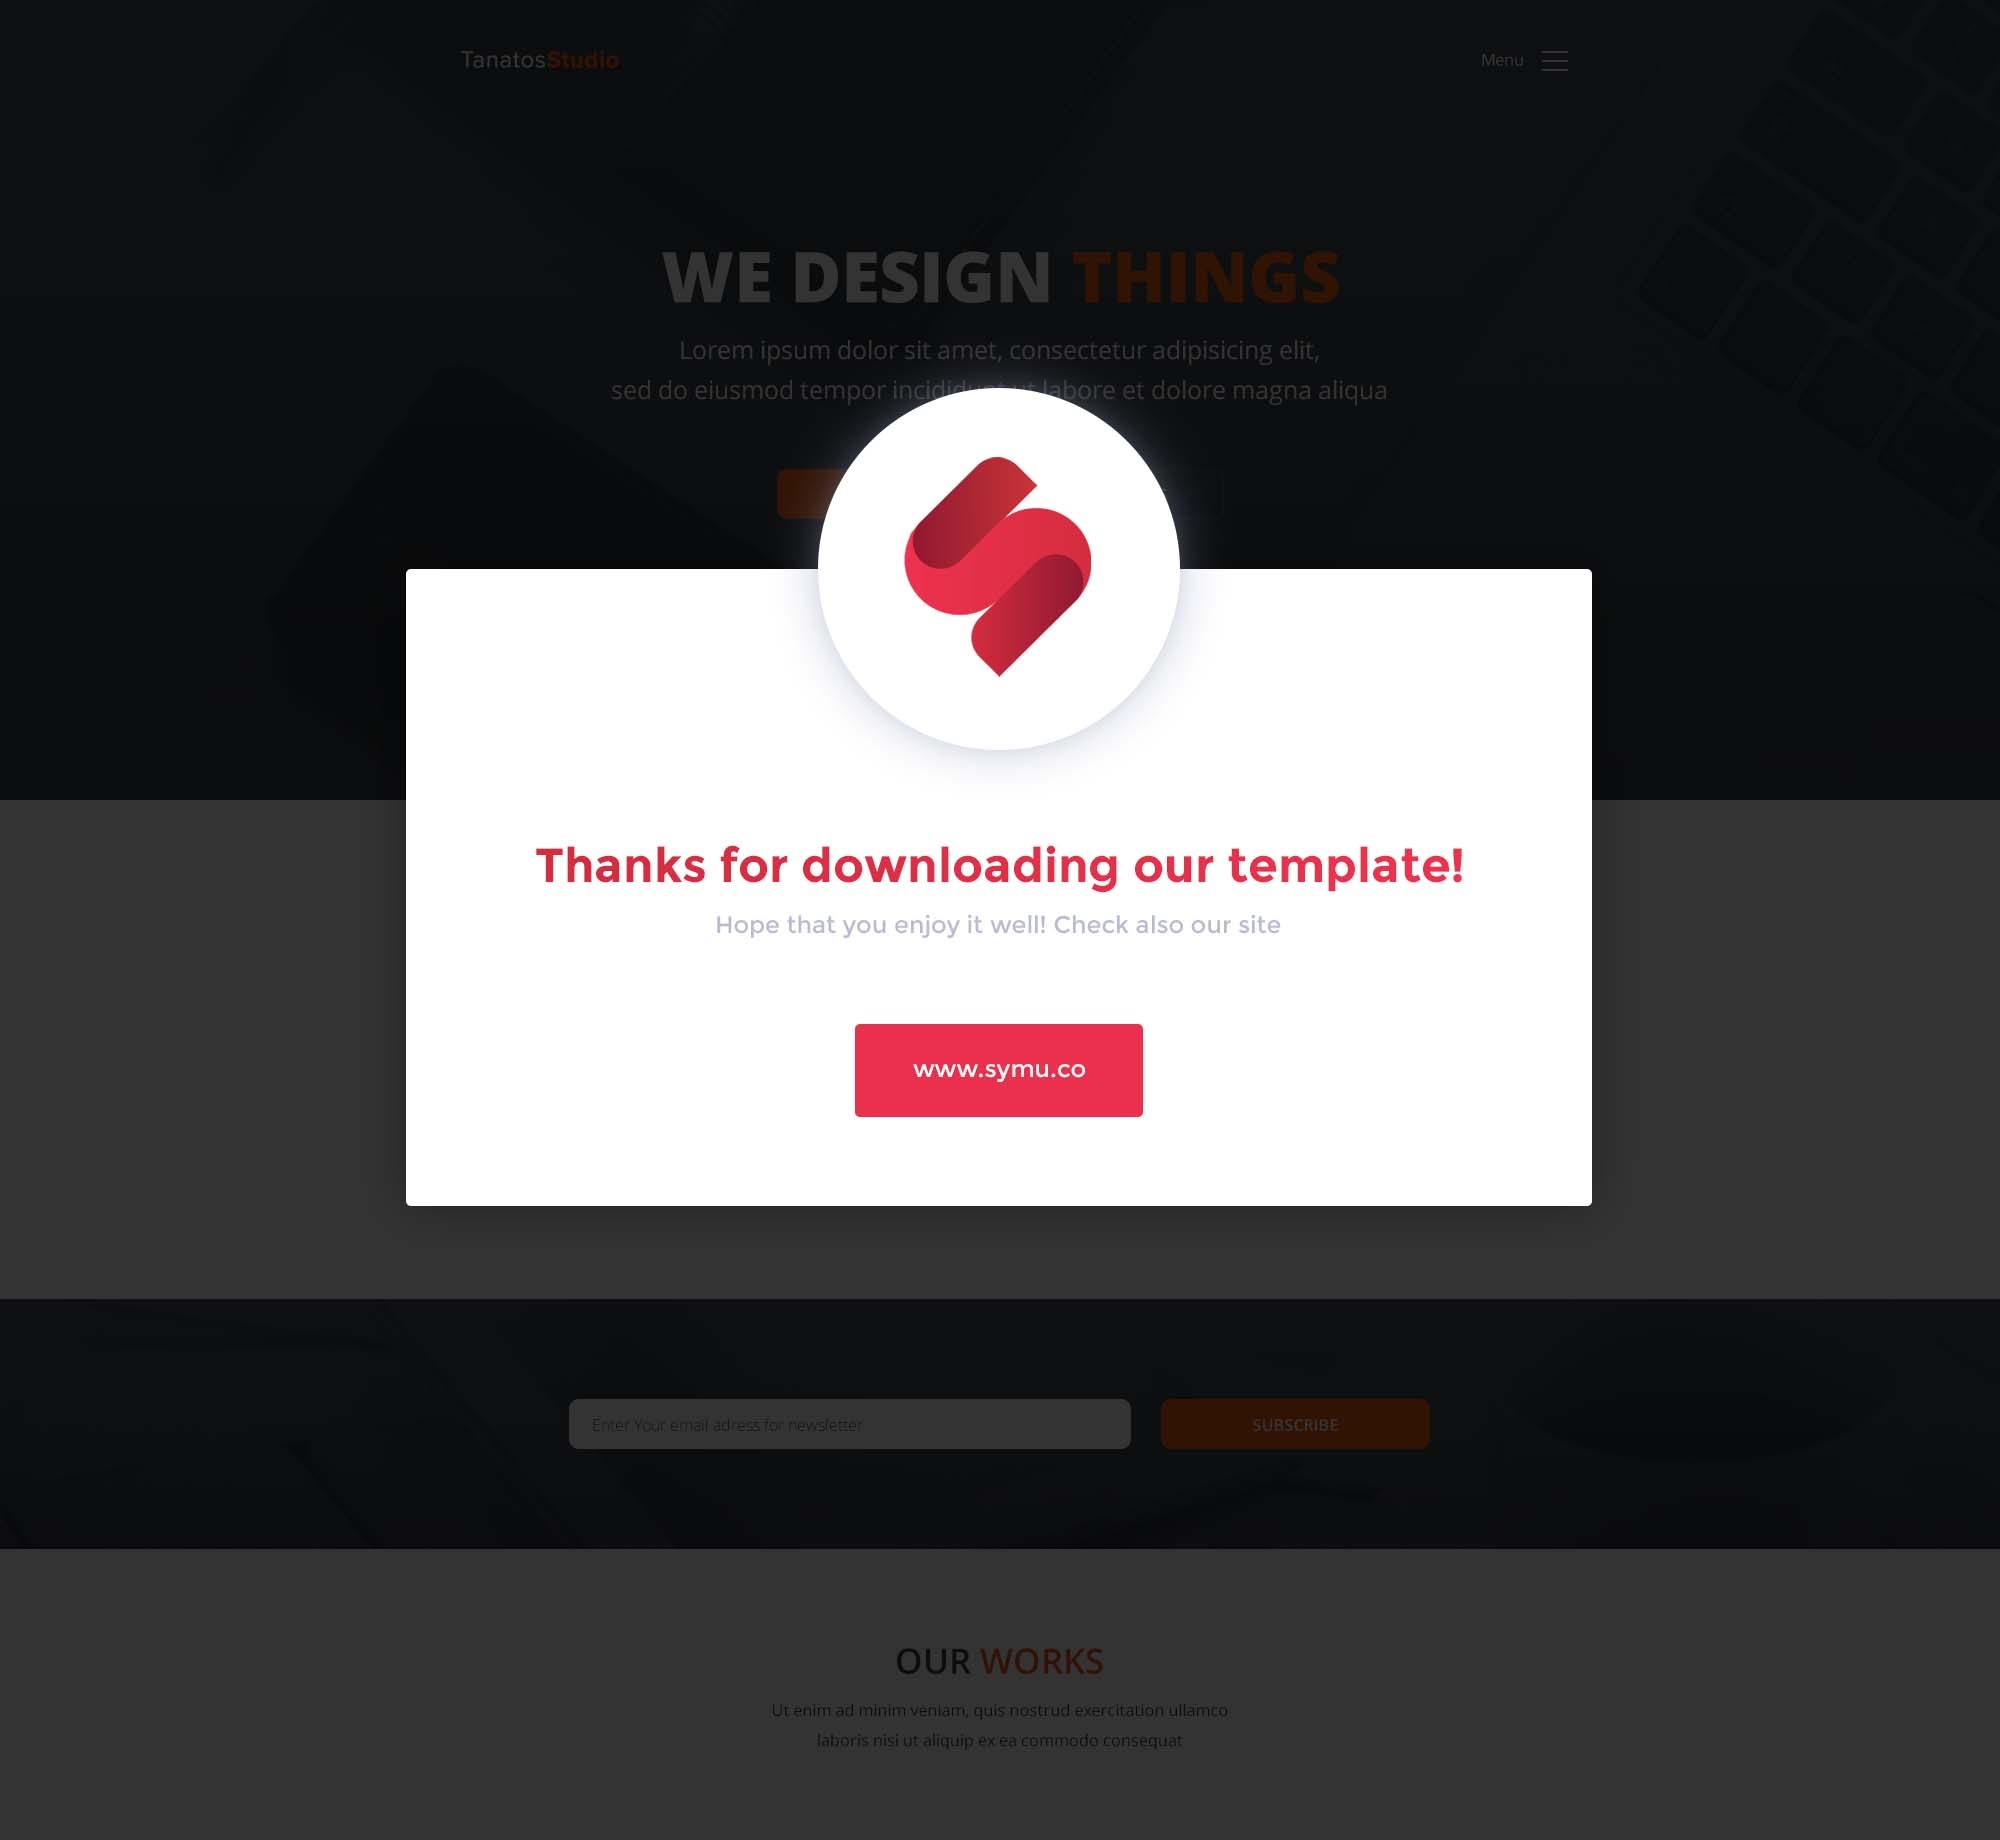 TanatosStudio
Menu
WE DESIGN THINGS
Lorem ipsum dolor sit amet, consectetur adipisicing elit,
sed do eiusmod tempor incididunt ut labore et dolore magna aliqua
Thanks for downloading our template!
Hope that you enjoy it well! Check also our site
www.symu.co
Enter Your email adress for newsletter
SUBSCRIBE
OUR WORKS
Ut enim ad minim veniam, quis nostrud exercitation ullamco
laboris nisi ut aliquip ex ea commodo consequat